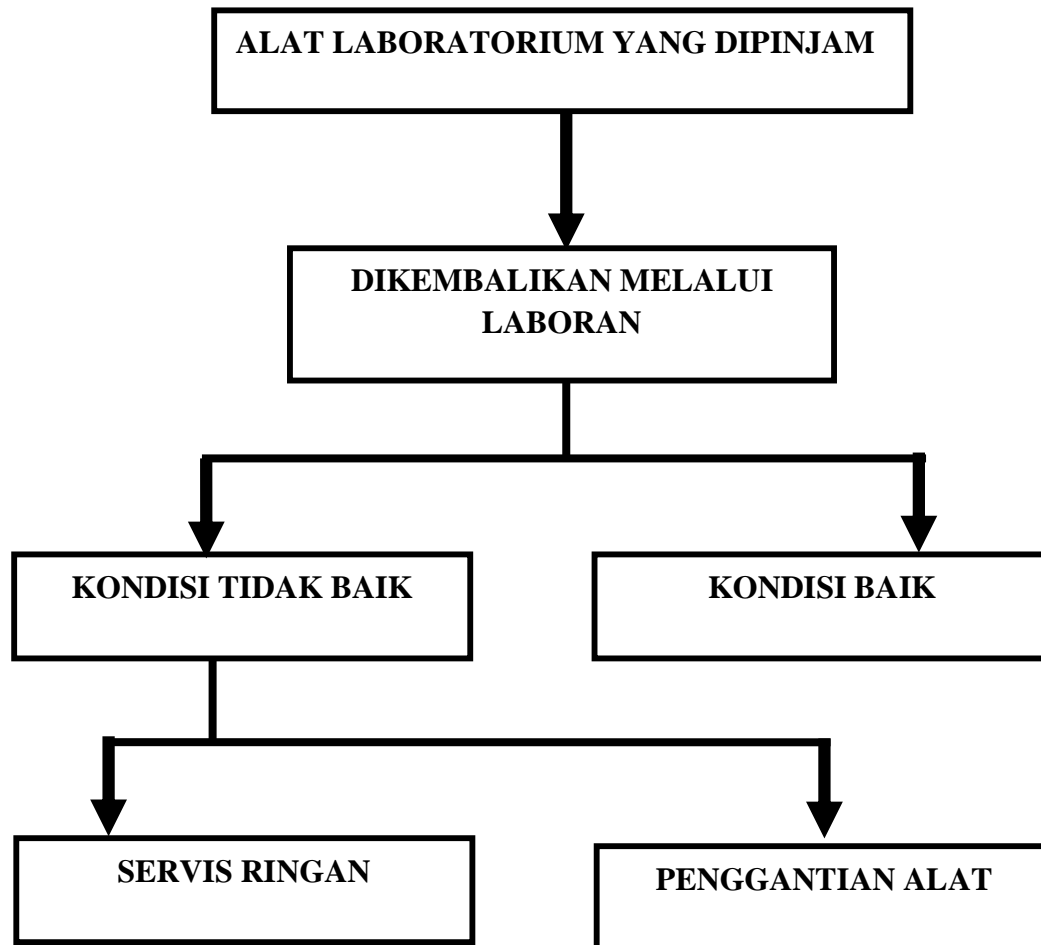 ALAT LABORATORIUM YANG DIPINJAM
DIKEMBALIKAN MELALUI
LABORAN
KONDISI TIDAK BAIK
KONDISI BAIK
SERVIS RINGAN
PENGGANTIAN ALAT